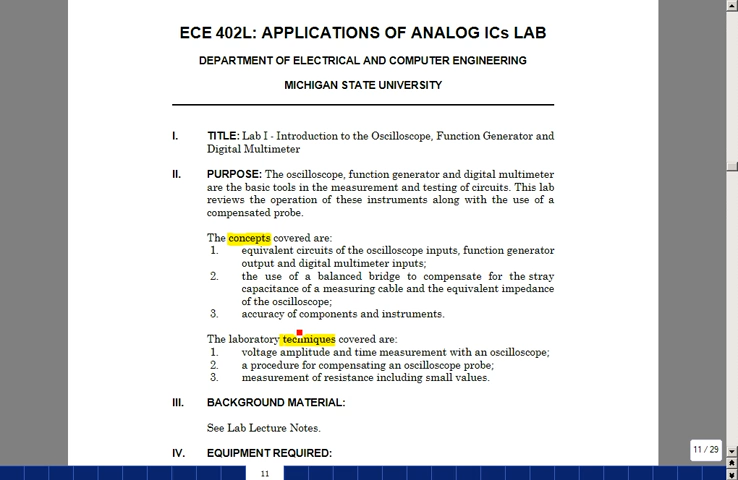 ECE 402L: APPLICATIONS OF ANALOG ICs LAB
DEPARTMENT OF ELECTRICAL AND COMPUTER ENGINEERING
MICHIGAN STATE UNIVERSITY
I. TITLE: Lab I - Introduction to the Oscilloscope, Function Generator and
Digital Multimeter
II. PURPOSE: The oscilloscope, function generator and digital multimeter
are the basic tools in the measurement and testing of circuits. This lab
reviews the operation of these instruments along with the use of a
compensated probe.
The concepts covered are:
1. equivalent circuits of the oscilloscope inputs, function generator
output and digital multimeter inputs;
2. the use of a balanced bridge to compensate for the stray
capacitance of a measuring cable and the equivalent impedance
of the oscilloscope;
3. accuracy of components and instruments.
The laboratory techniques covered are:
1. voltage amplitude and time measurement with an oscilloscope;
2. a procedure for compensating an oscilloscope probe;
3. measurement of resistance including small values.
III. BACKGROUND MATERIAL:
See Lab Lecture Notes.
IV. EQUIPMENT REQUIRED:
11 / 29
11